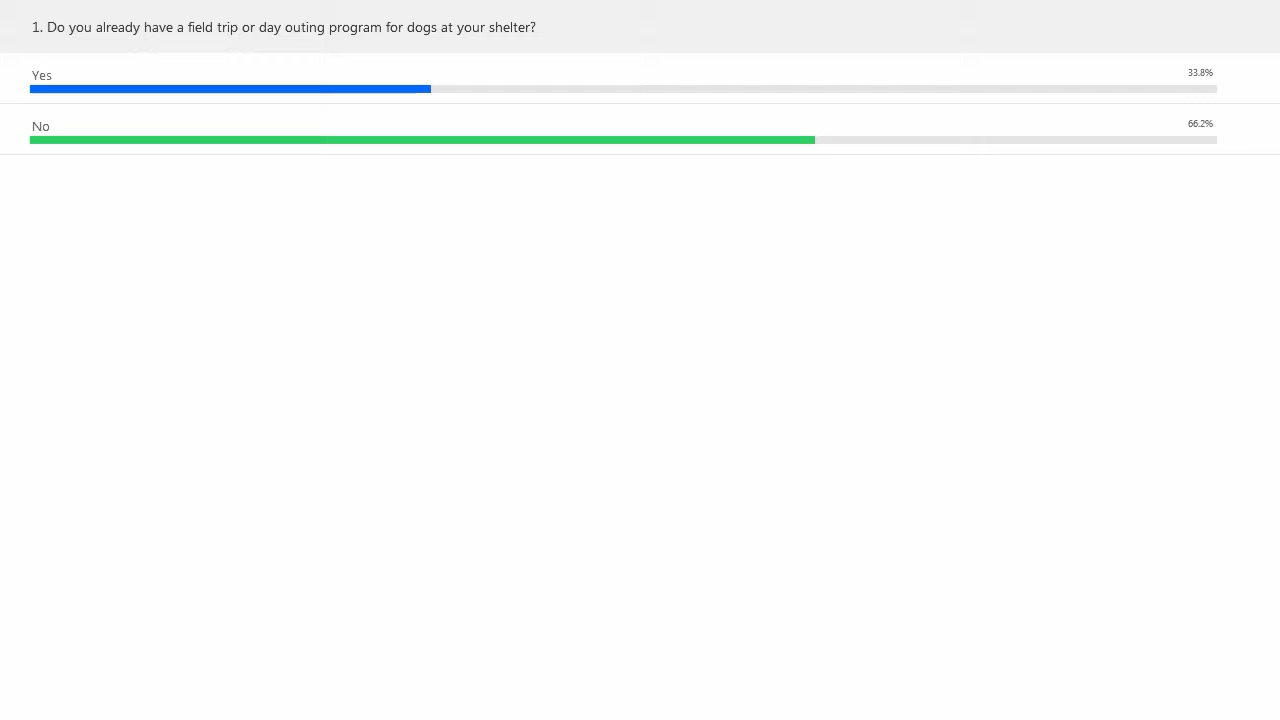 1. Do you already have a field trip or day outing program for dogs at your shelter?
Yes
33.8%
No
66.2%